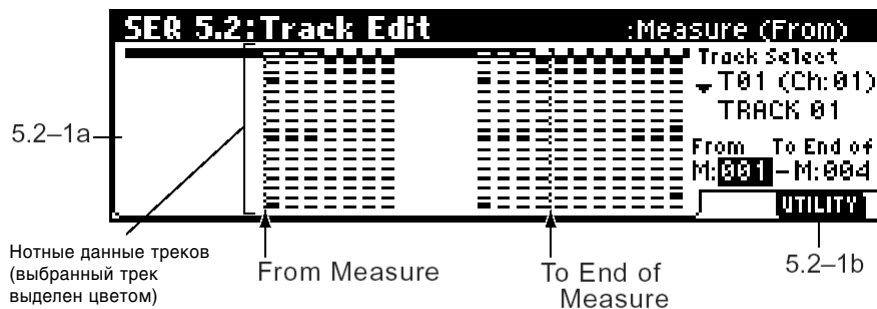 SEQ 5.2:Track Edit :Measure (From)
Track Select
T01 (Ch:01)
TRACK 01
From To End of
M:001–M:004
UTILITY
5.2–1a
Нотные данные треков
(выбранный трек
выделен цветом)
From Measure
To End of
Measure
5.2–1b